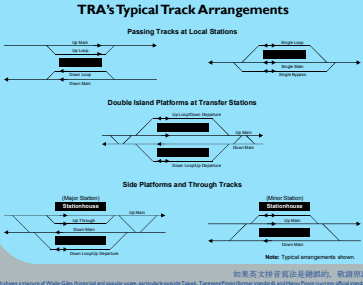 TRA's Typical Track Arrangements
Passing Tracks at Local Stations
Up Main
Up Loop
Down Loop
Down Main
Single Loop
Single Main
Single Bypass
Double Island Platforms at Transfer Stations
Up Loop/Down Departure
Up Main
Down Main
Down Loop/Up Departure
Side Platforms and Through Tracks
(Major Station)
Stationhouse
Up Main
Up Through
Down Main
Down Loop/Up Departure
(Minor Station)
Stationhouse
Up Main
Down Main
Note: Typical arrangements shown.
如果英文拼音寫法是錯誤的, 敬請原